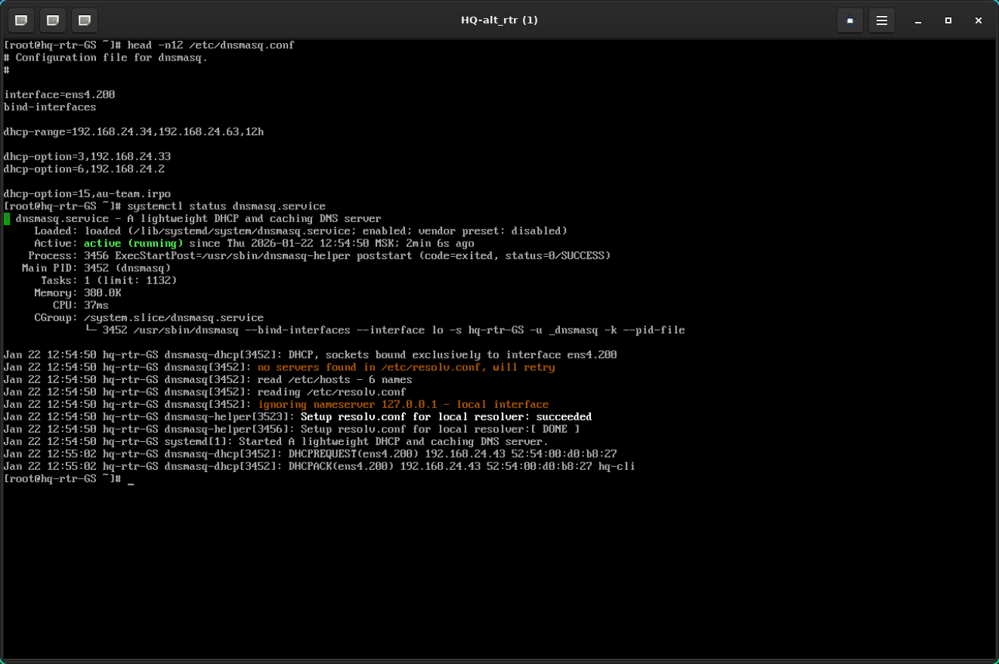 HQ-alt_rtr (1)
[root@hq-rtr-GS ~]# head -n12 /etc/dnsmasq.conf
# Configuration file for dnsmasq.
#
interface=ens4.200
bind-interfaces
dhcp-range=192.168.24.34,192.168.24.63,12h
dhcp-option=3,192.168.24.33
dhcp-option=6,192.168.24.2
dhcp-option=15,au-team.irpo
[root@hq-rtr-GS ~]# systemctl status dnsmasq.service
dnsmasq.service - A lightweight DHCP and caching DNS server
Loaded: loaded (/lib/systemd/system/dnsmasq.service; enabled; vendor preset: disabled)
Active: active (running) since Thu 2026-01-22 12:54:50 MSK; 2min 6s ago
Process: 3456 ExecStartPost=/usr/sbin/dnsmasq-helper poststart (code=exited, status=0/SUCCESS)
Main PID: 3452 (dnsmasq)
Tasks: 1 (limit: 1132)
Memory: 380.0K
CPU: 37ms
CGroup: /system.slice/dnsmasq.service
└─ 3452 /usr/sbin/dnsmasq --bind-interfaces --interface lo -s hq-rtr-GS -u _dnsmasq -k --pid-file
Jan 22 12:54:50 hq-rtr-GS dnsmasq-dhcp[3452]: DHCP, sockets bound exclusively to interface ens4.200
Jan 22 12:54:50 hq-rtr-GS dnsmasq[3452]: no servers found in /etc/resolv.conf, will retry
Jan 22 12:54:50 hq-rtr-GS dnsmasq[3452]: read /etc/hosts - 6 names
Jan 22 12:54:50 hq-rtr-GS dnsmasq[3452]: reading /etc/resolv.conf
Jan 22 12:54:50 hq-rtr-GS dnsmasq[3452]: ignoring nameserver 127.0.0.1 - local interface
Jan 22 12:54:50 hq-rtr-GS dnsmasq-helper[3523]: Setup resolv.conf for local resolver: succeeded
Jan 22 12:54:50 hq-rtr-GS dnsmasq-helper[3456]: Setup resolv.conf for local resolver:[ DONE ]
Jan 22 12:54:50 hq-rtr-GS systemd[1]: Started A lightweight DHCP and caching DNS server.
Jan 22 12:55:02 hq-rtr-GS dnsmasq-dhcp[3452]: DHCPREQUEST(ens4.200) 192.168.24.43 52:54:00:d0:b8:27
Jan 22 12:55:02 hq-rtr-GS dnsmasq-dhcp[3452]: DHCPACK(ens4.200) 192.168.24.43 52:54:00:d0:b8:27 hq-cli
[root@hq-rtr-GS ~]# _